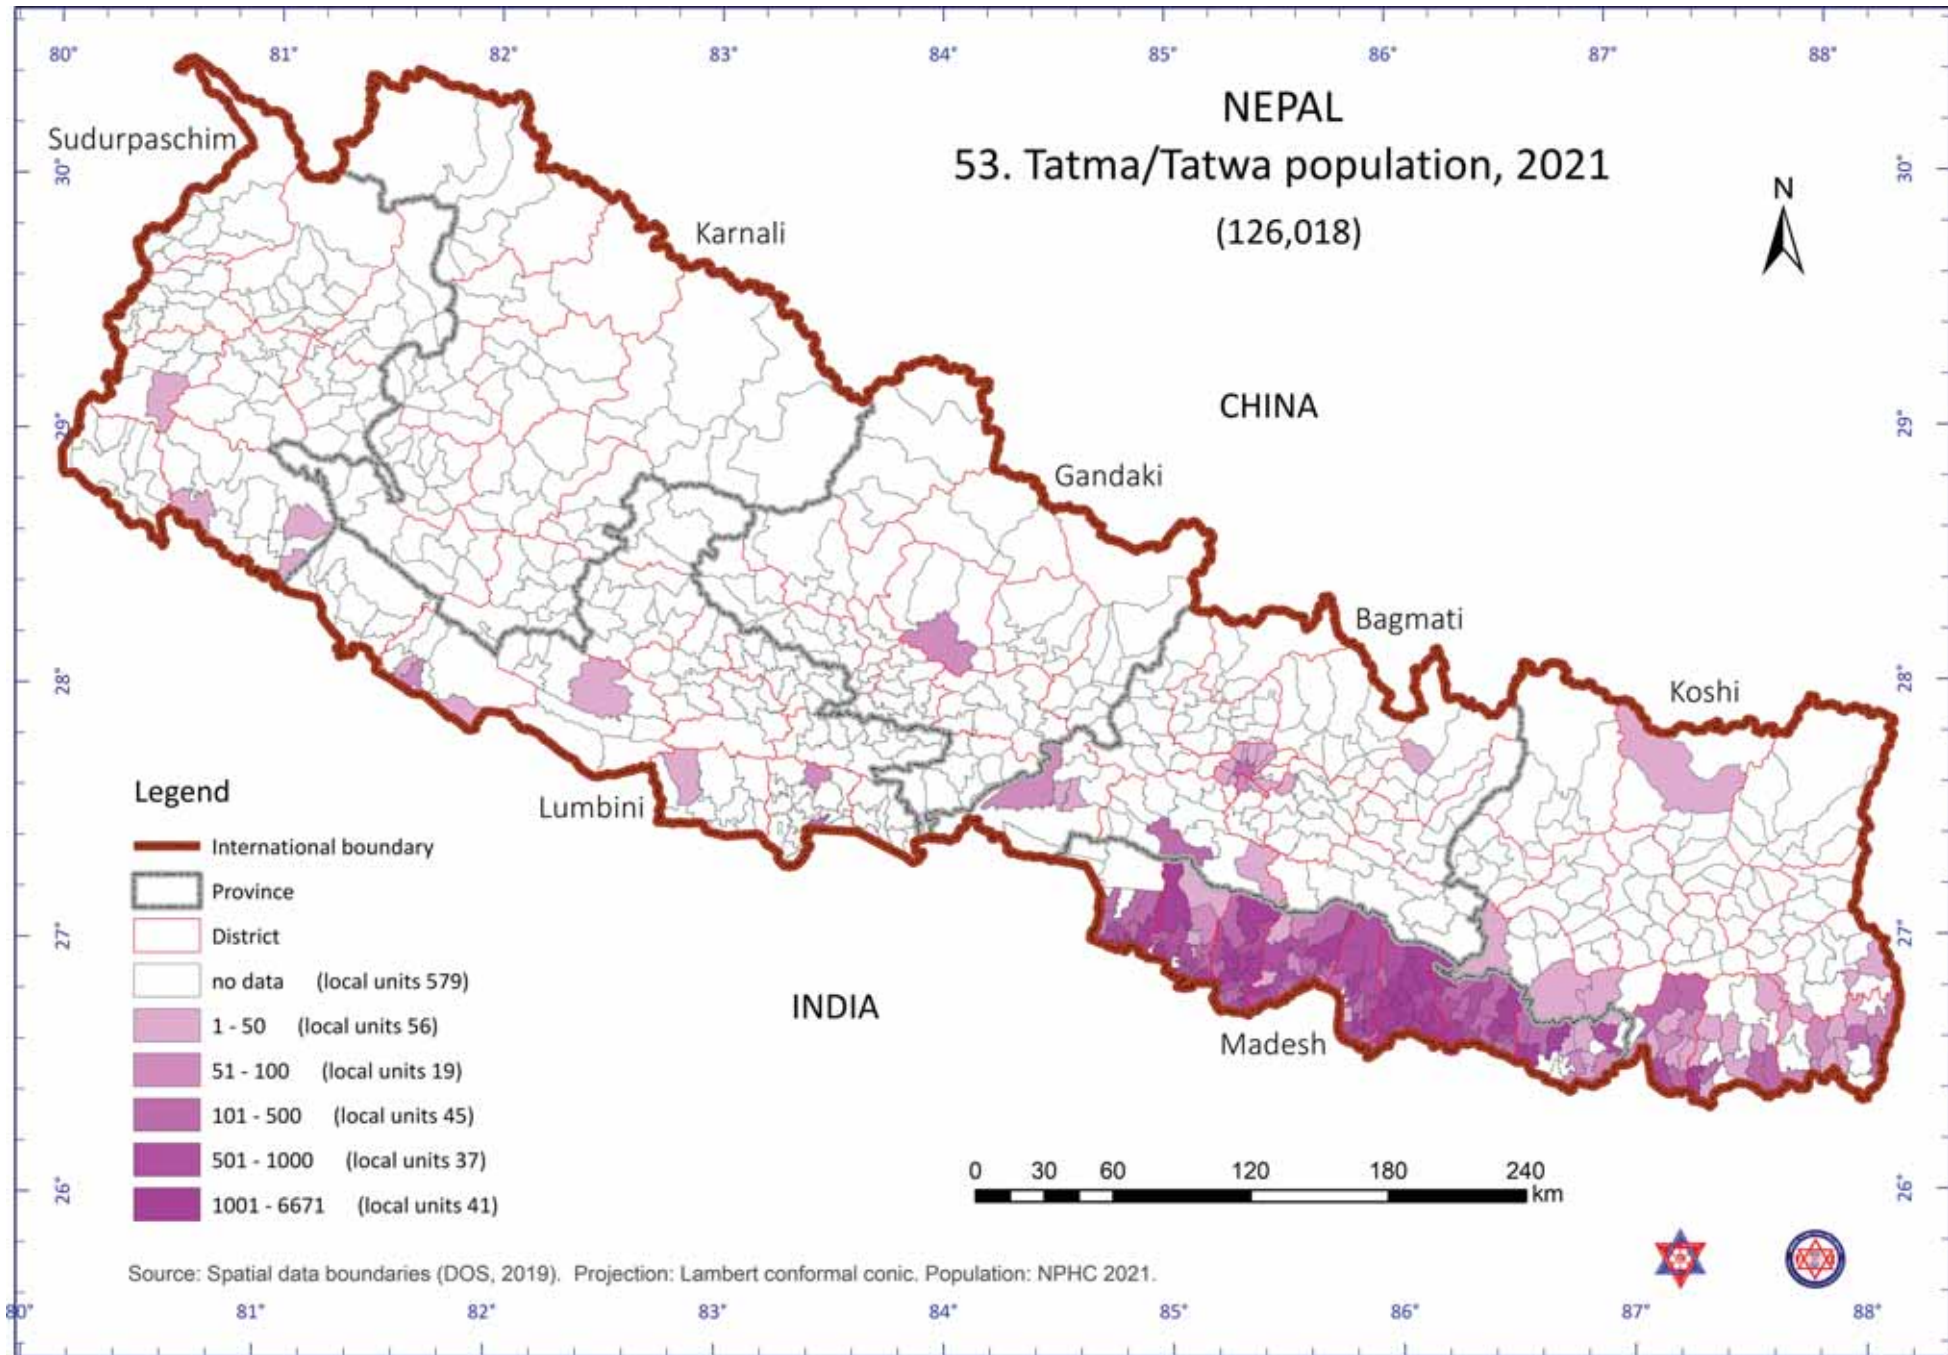 80° 81° 82° 83° 84° 85° 86° 87° 88°
NEPAL
53. Tatma/Tatwa population, 2021
(126,018)
N
Sudurpaschim
30° 30°
Karnali
CHINA
29° 29°
Gandaki
Bagmati
28° 28°
Koshi
Lumbini
27° 27°
INDIA
Madesh
Legend
International boundary
Province
District
no data (local units 579)
1 - 50 (local units 56)
51 - 100 (local units 19)
101 - 500 (local units 45)
501 - 1000 (local units 37)
1001 - 6671 (local units 41)
0 30 60 120 180 240
km
26° 26°
Source: Spatial data boundaries (DOS, 2019). Projection: Lambert conformal conic. Population: NPHC 2021.
80° 81° 82° 83° 84° 85° 86° 87° 88°